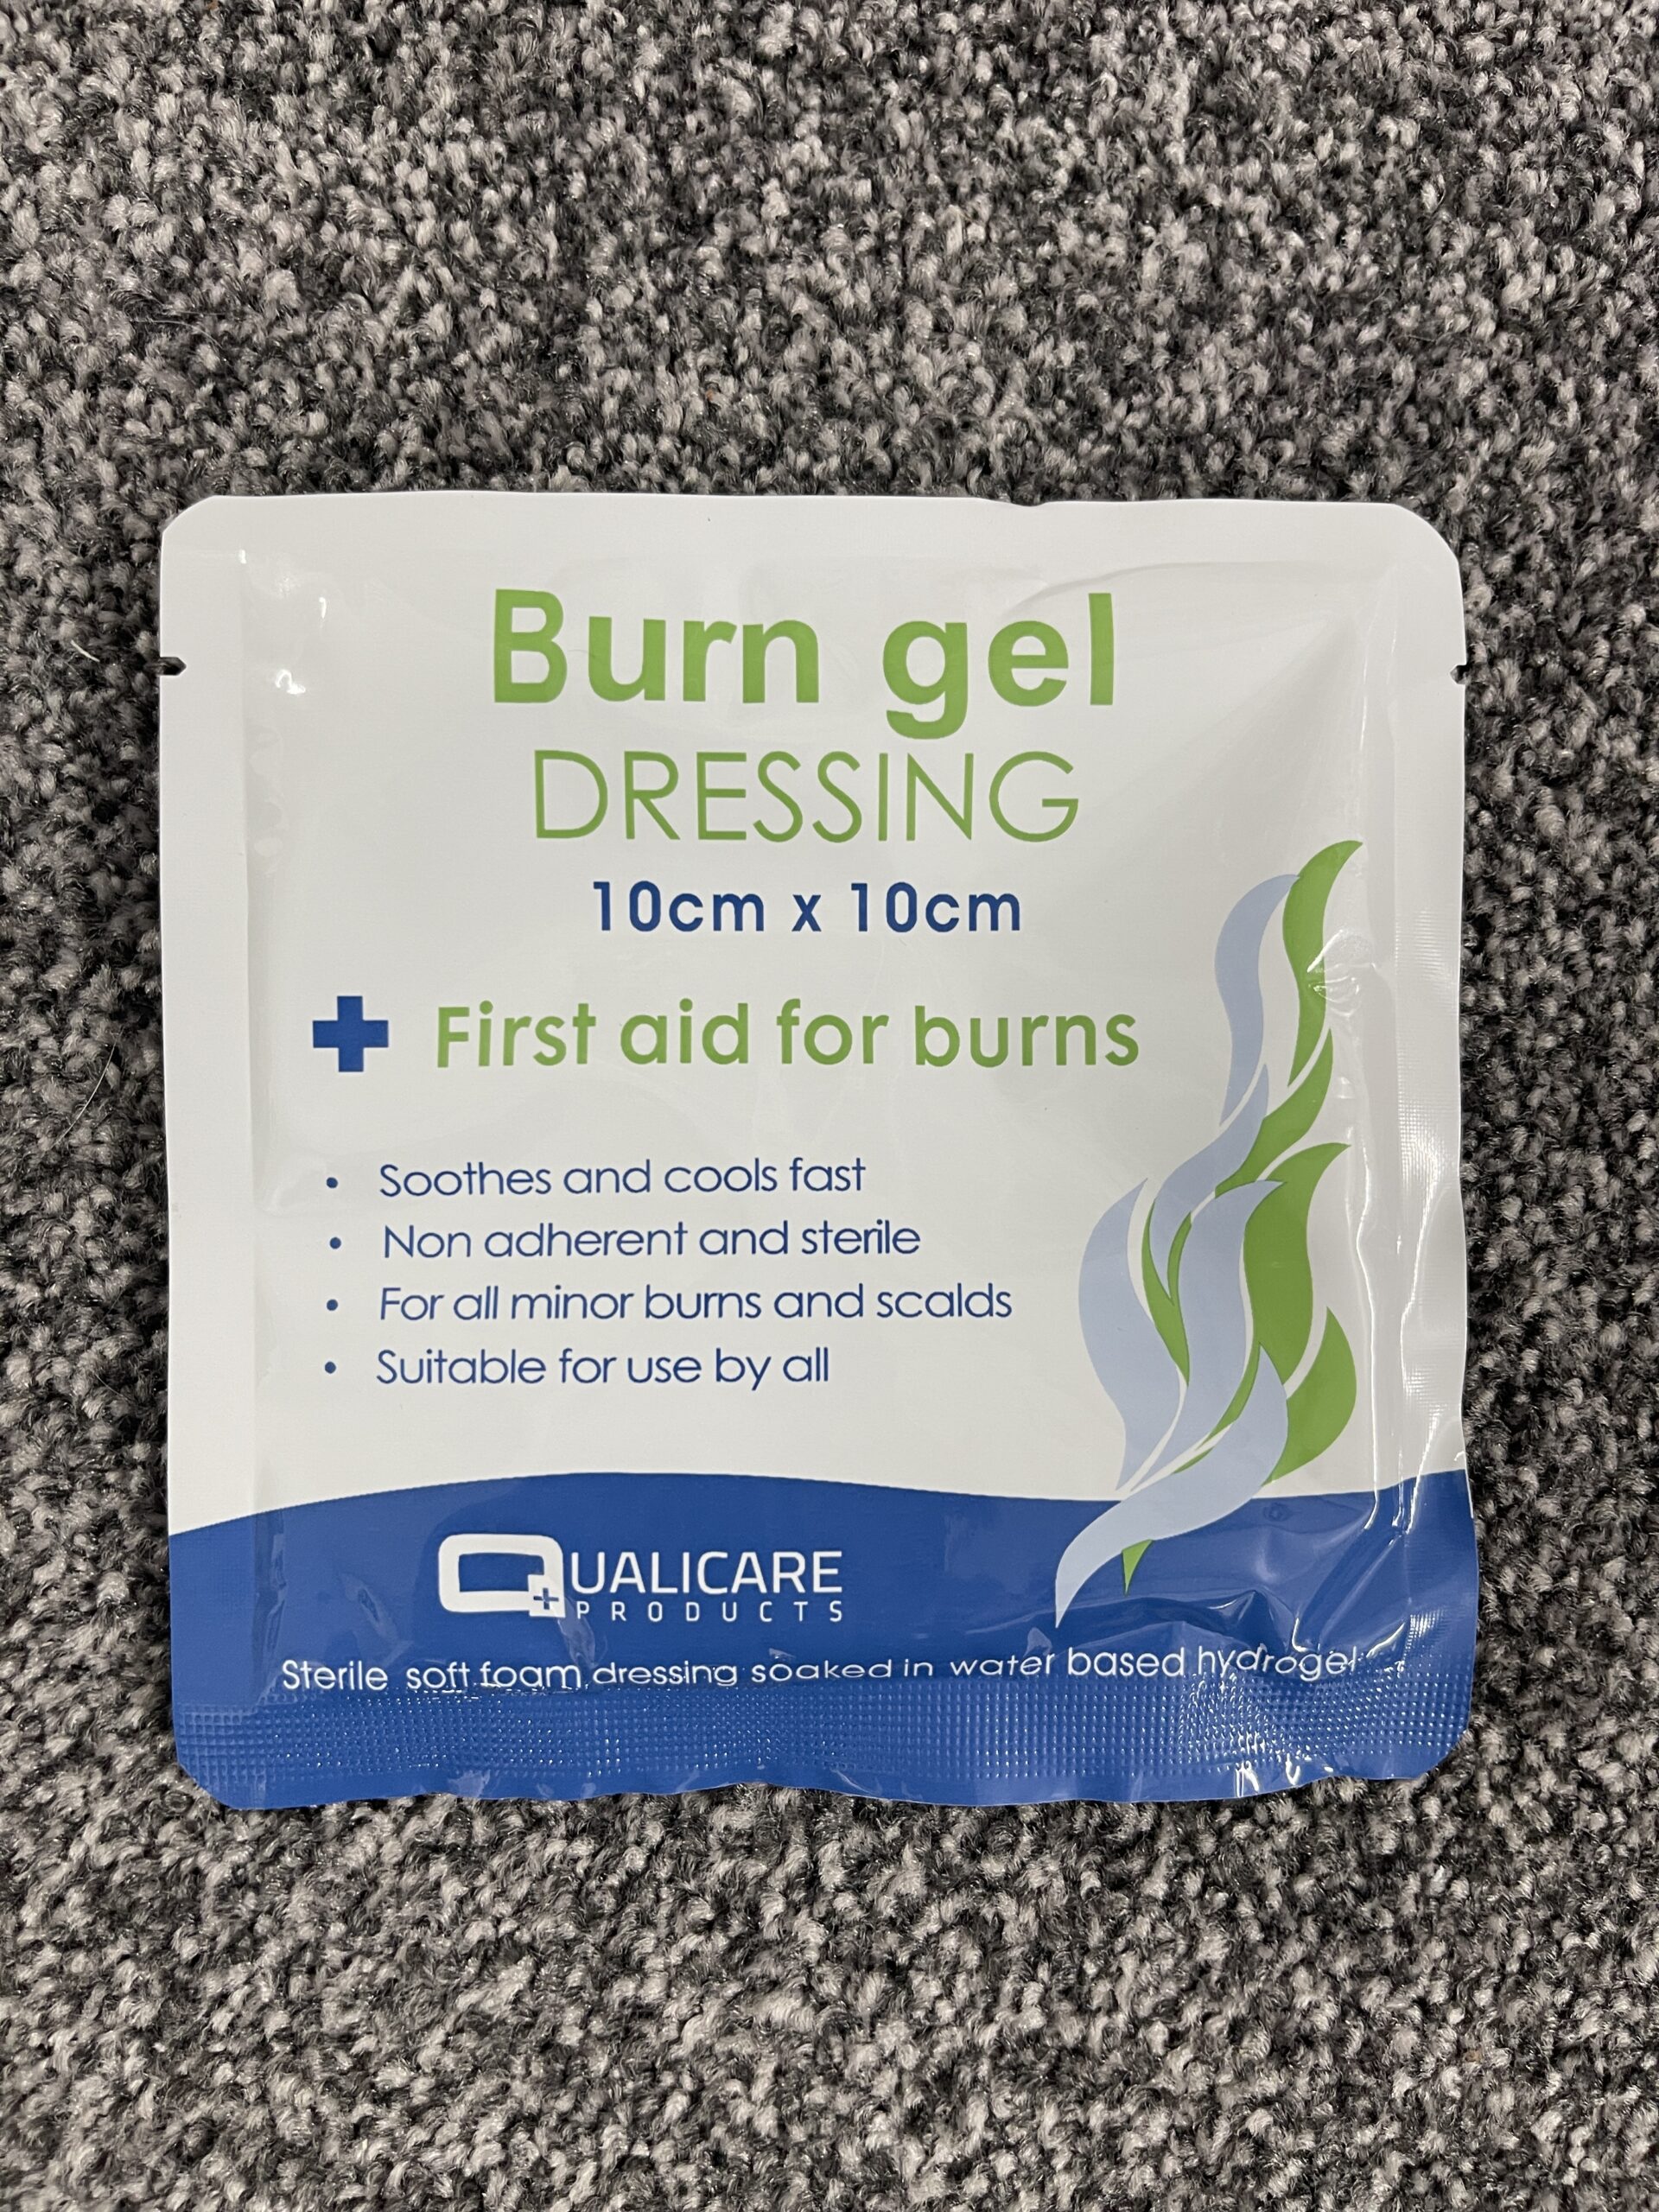 Burn gel
DRESSING
10cm x 10cm
First aid for burns
• Soothes and cools fast
• Non adherent and sterile
• For all minor burns and scalds
• Suitable for use by all
QUALICARE
PRODUCTS
Sterile soft foam dressing soaked in water based hydrogel